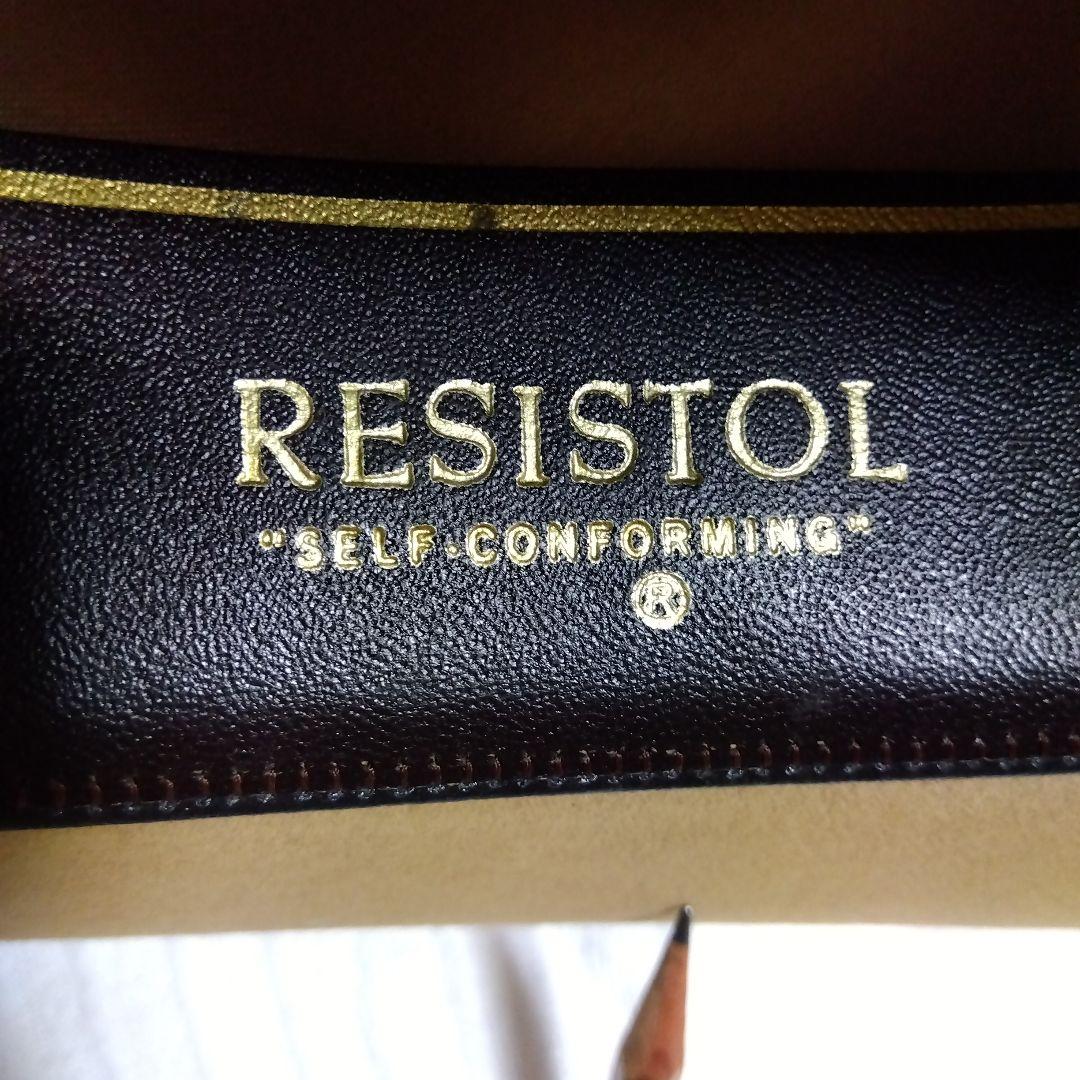 RESISTOL
"SELF-CONFORMING"
®